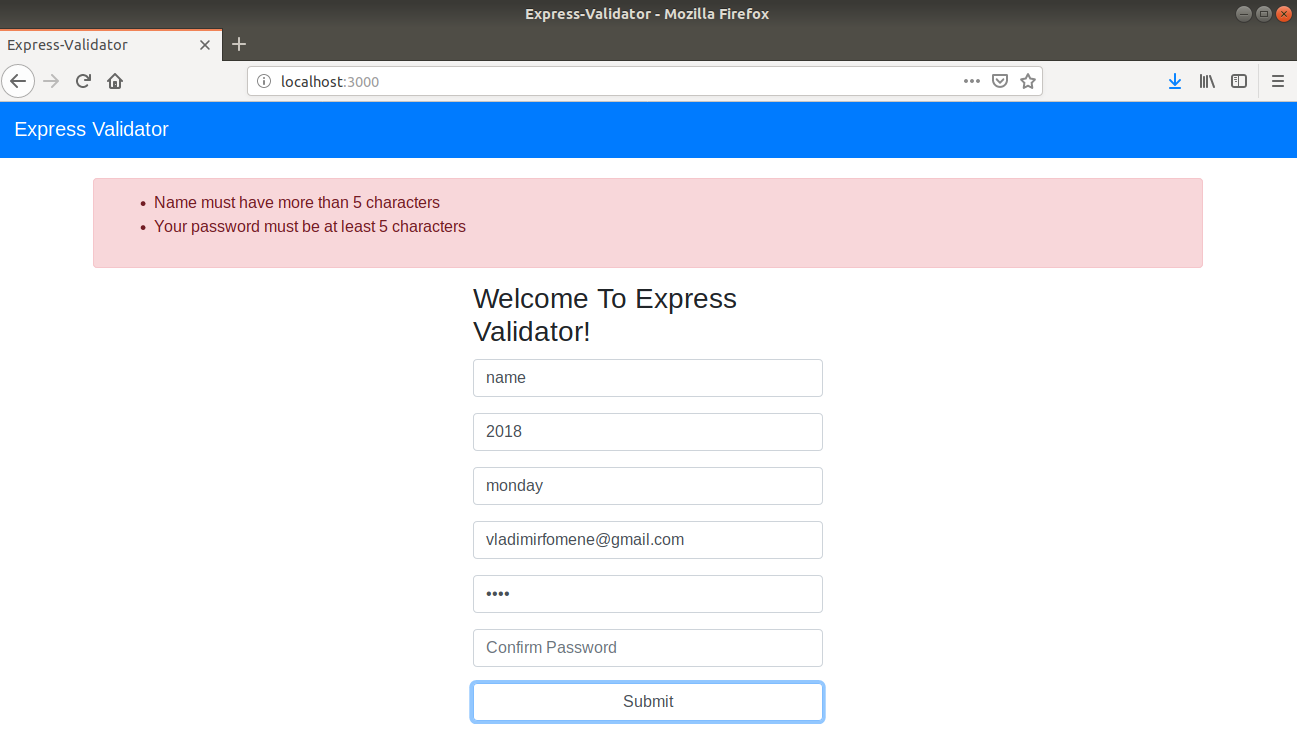 Express-Validator - Mozilla Firefox
Express-Validator
localhost:3000
Express Validator
Name must have more than 5 characters
Your password must be at least 5 characters
Welcome To Express
Validator!
name
2018
monday
vladimirfomene@gmail.com
••••
Confirm Password
Submit